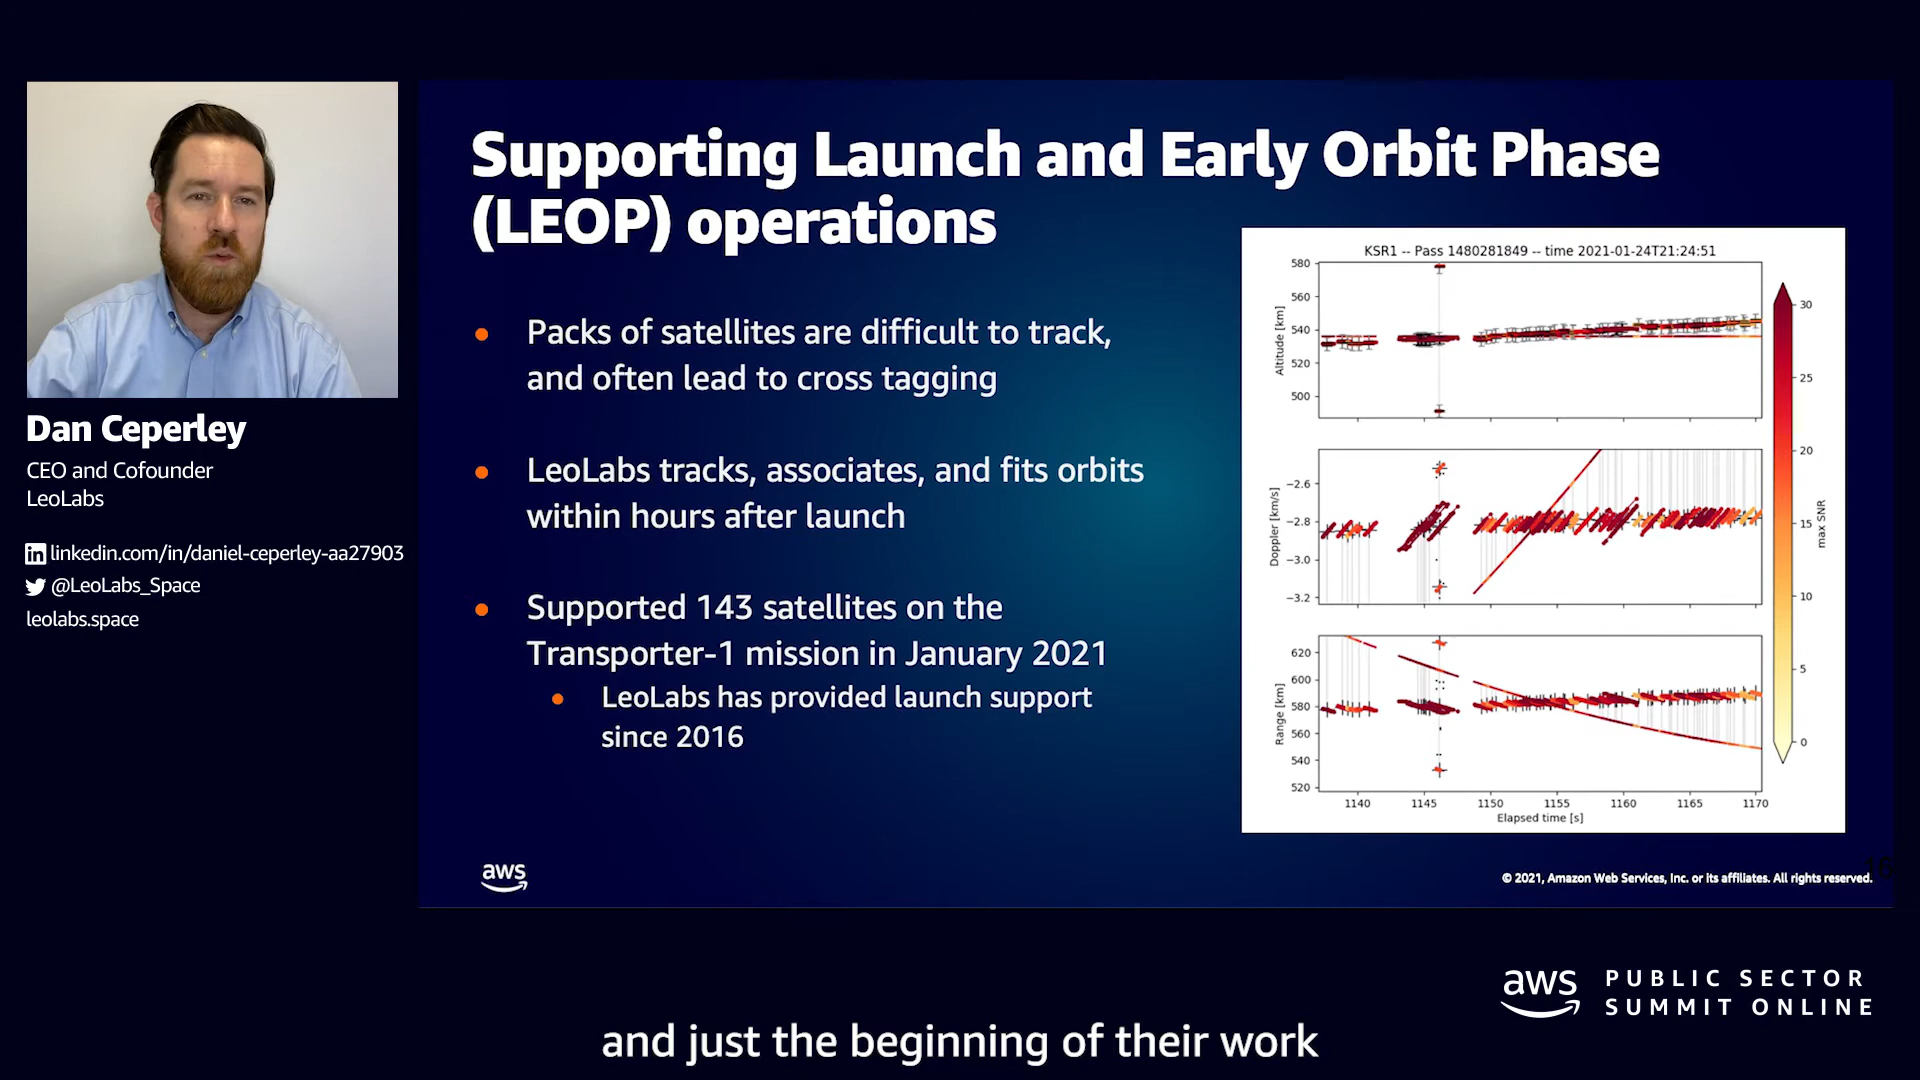 Dan Ceperley
CEO and Cofounder
LeoLabs
linkedin.com/in/daniel-ceperley-aa27903
@LeoLabs_Space
leolabs.space
Supporting Launch and Early Orbit Phase
(LEOP) operations
Packs of satellites are difficult to track,
and often lead to cross tagging
LeoLabs tracks, associates, and fits orbits
within hours after launch
Supported 143 satellites on the
Transporter-1 mission in January 2021
LeoLabs has provided launch support
since 2016
KSR1 -- Pass 1480281849 -- time 2021-01-24T21:24:51
Altitude [km]
580
560
540
520
500
Doppler [km/s]
−2.6
−2.8
−3.0
−3.2
Range [km]
620
600
580
560
540
520
1140 1145 1150 1155 1160 1165 1170
Elapsed time [s]
30
25
20
15
10
5
0
max SNR
aws
© 2021, Amazon Web Services, Inc. or its affiliates. All rights reserved.
16
aws PUBLIC SECTOR
SUMMIT ONLINE
and just the beginning of their work